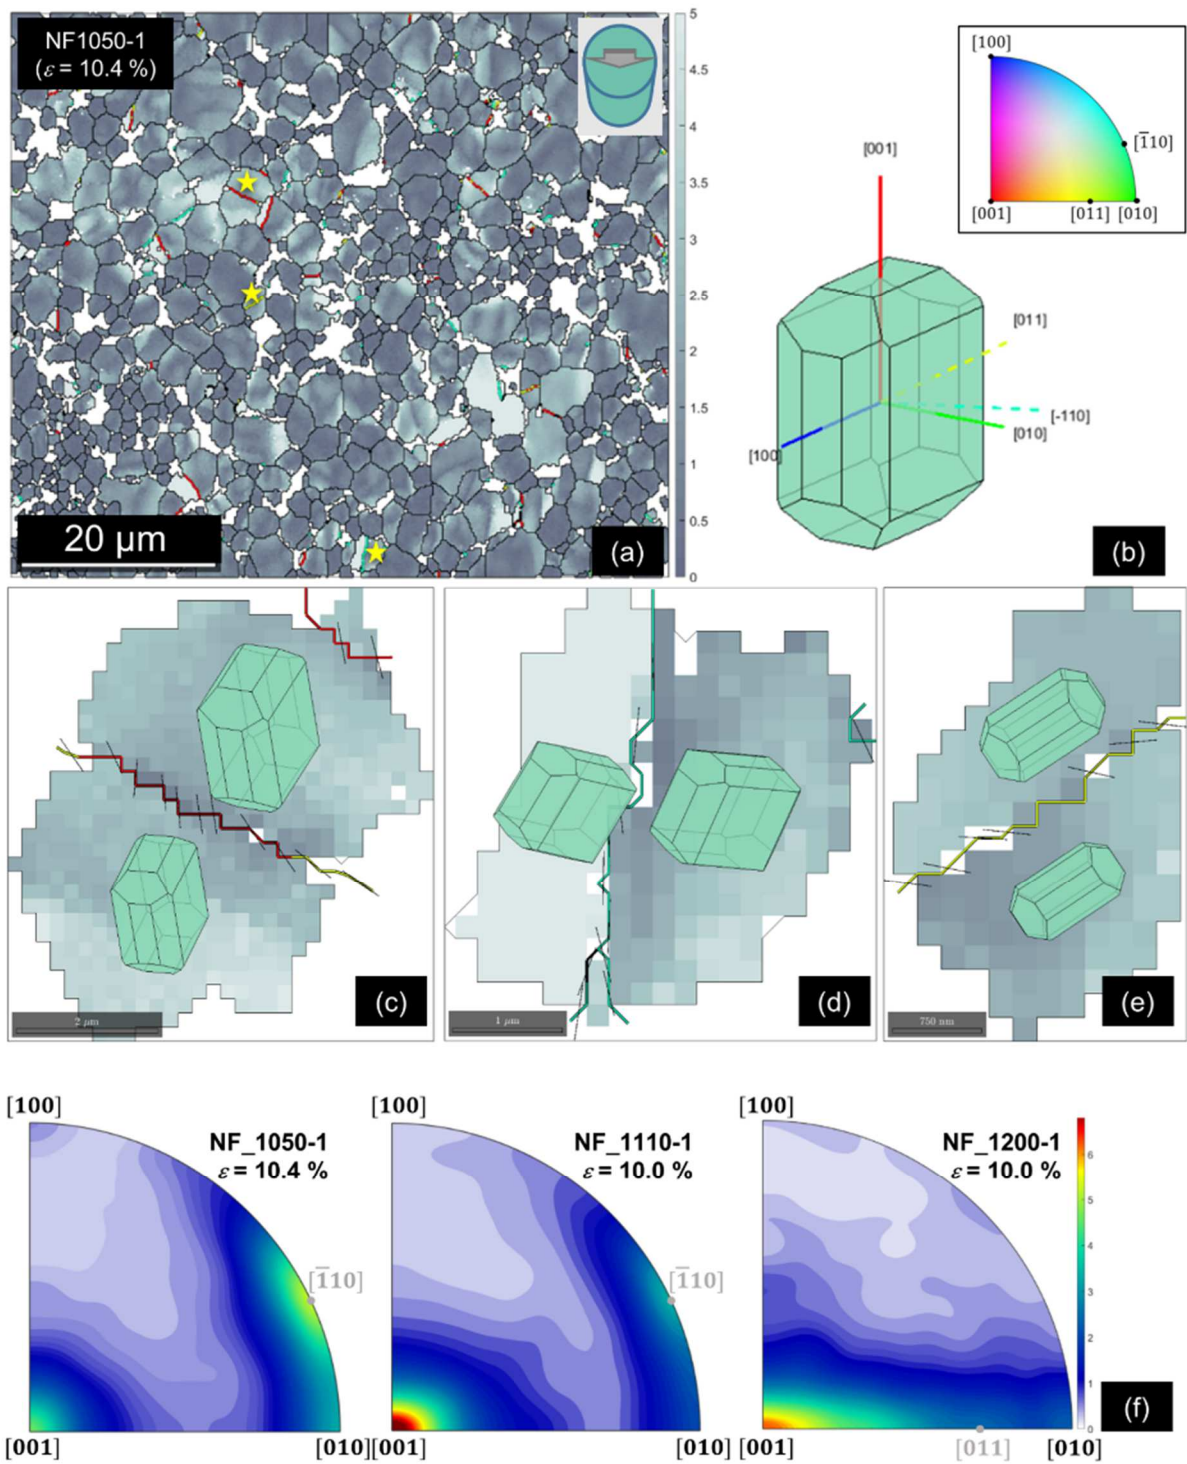 NF1050-1
(ε = 10.4 %)
5
4.5
4
3.5
3
2.5
2
1.5
1
0.5
0
20 μm
(a)
[100]
[1̅10]
[001]
[011]
[010]
[001]
[011]
[-110]
[010]
[100]
(b)
2 μm
(c)
1 μm
(d)
750 nm
(e)
[100]
NF_1050-1
ε = 10.4 %
[1̅10]
[001]
[010]
[100]
NF_1110-1
ε = 10.0 %
[1̅10]
[001]
[010]
[100]
NF_1200-1
ε = 10.0 %
[001]
[011]
[010]
6
5
4
3
2
1
0
(f)